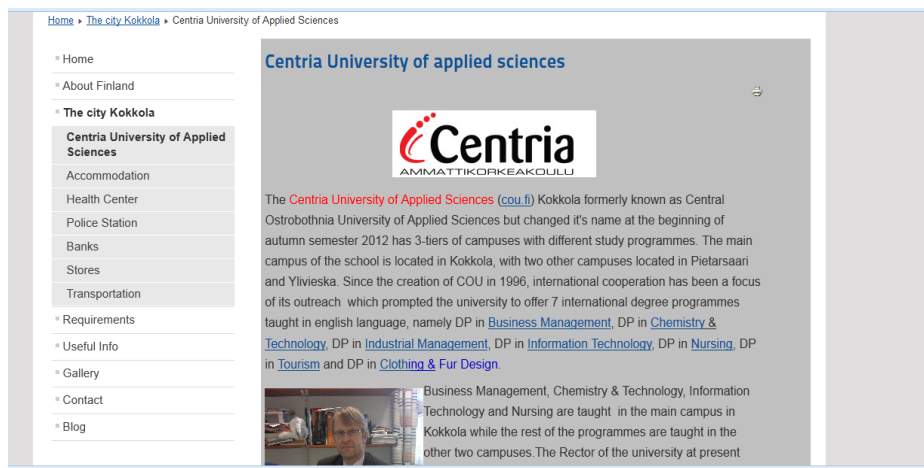 Home ▸ The city Kokkola ▸ Centria University of Applied Sciences
Home
About Finland
The city Kokkola
Centria University of Applied
Sciences
Accommodation
Health Center
Police Station
Banks
Stores
Transportation
Requirements
Useful Info
Gallery
Contact
Blog
Centria University of applied sciences
Centria
AMMATTIKORKEAKOULU
The Centria University of Applied Sciences (cou.fi) Kokkola formerly known as Central
Ostrobothnia University of Applied Sciences but changed it's name at the beginning of
autumn semester 2012 has 3-tiers of campuses with different study programmes. The main
campus of the school is located in Kokkola, with two other campuses located in Pietarsaari
and Ylivieska. Since the creation of COU in 1996, international cooperation has been a focus
of its outreach which prompted the university to offer 7 international degree programmes
taught in english language, namely DP in Business Management, DP in Chemistry &
Technology, DP in Industrial Management, DP in Information Technology, DP in Nursing, DP
in Tourism and DP in Clothing & Fur Design.
Business Management, Chemistry & Technology, Information
Technology and Nursing are taught in the main campus in
Kokkola while the rest of the programmes are taught in the
other two campuses.The Rector of the university at present